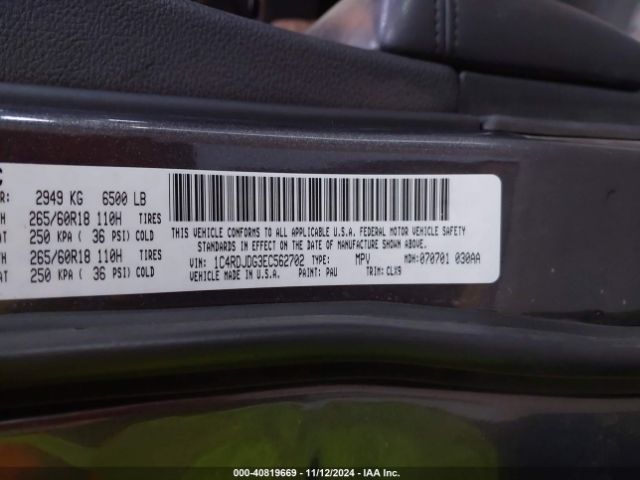 R: 2949 KG 6500 LB
265/60R18 110H TIRES
AT 250 KPA ( 36 PSI) COLD
265/60R18 110H TIRES
AT 250 KPA ( 36 PSI) COLD
THIS VEHICLE CONFORMS TO ALL APPLICABLE U.S.A. FEDERAL MOTOR VEHICLE SAFETY
STANDARDS IN EFFECT ON THE DATE OF MANUFACTURE SHOWN ABOVE.
VIN: 1C4RDJDG3EC562702 TYPE: MPV MDH: 070701 030AA
VEHICLE MADE IN U.S.A. PAINT: PAU TRIM: CLX9
000-40819669 - 11/12/2024 - IAA Inc.